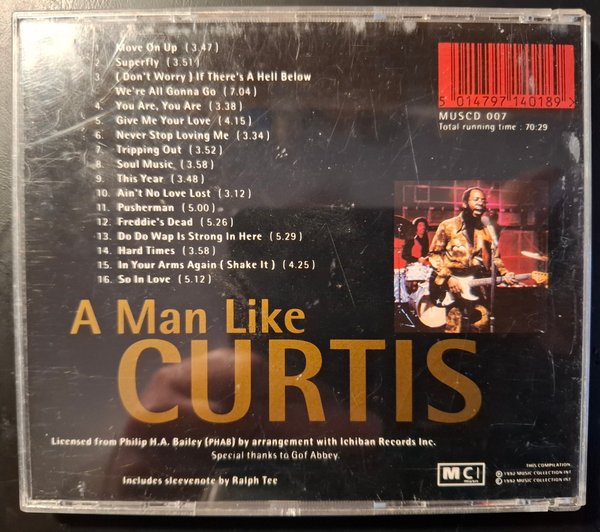 1. Move On Up ( 3.47 )
2. Superfly ( 3.51 )
3. ( Don't Worry ) If There's A Hell Below
We're All Gonna Go ( 7.04 )
4. You Are, You Are ( 3.38 )
5. Give Me Your Love ( 4.15 )
6. Never Stop Loving Me ( 3.34 )
7. Tripping Out ( 3.52 )
8. Soul Music ( 3.58 )
9. This Year ( 3.48 )
10. Ain't No Love Lost ( 3.12 )
11. Pusherman ( 5.00 )
12. Freddie's Dead ( 5.26 )
13. Do Do Wap Is Strong In Here ( 5.29 )
14. Hard Times ( 3.58 )
15. In Your Arms Again ( Shake It ) ( 4.25 )
16. So In Love ( 5.12 )
5 014797 140189 X
MUSCD 007
Total running time : 70:29
A Man Like
CURTIS
Licensed from Philip H.A. Bailey (PHAB) by arrangement with Ichiban Records Inc.
Special thanks to Gof Abbey.
Includes sleevenote by Ralph Tee
MCI
music
THIS COMPILATION
℗ 1992 MUSIC COLLECTION INT
© 1992 MUSIC COLLECTION INT